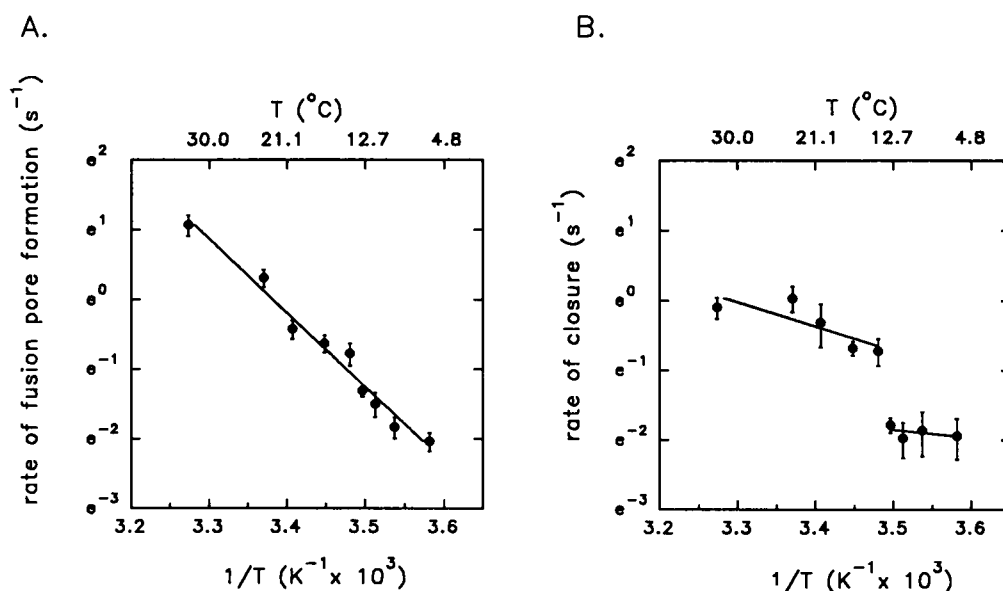 A.
T (°C)
30.0 21.1 12.7 4.8
e²
e¹
e⁰
e⁻¹
e⁻²
e⁻³
rate of fusion pore formation (s⁻¹)
3.2 3.3 3.4 3.5 3.6
1/T (K⁻¹x 10³)
B.
T (°C)
30.0 21.1 12.7 4.8
e²
e¹
e⁰
e⁻¹
e⁻²
e⁻³
rate of closure (s⁻¹)
3.2 3.3 3.4 3.5 3.6
1/T (K⁻¹x 10³)